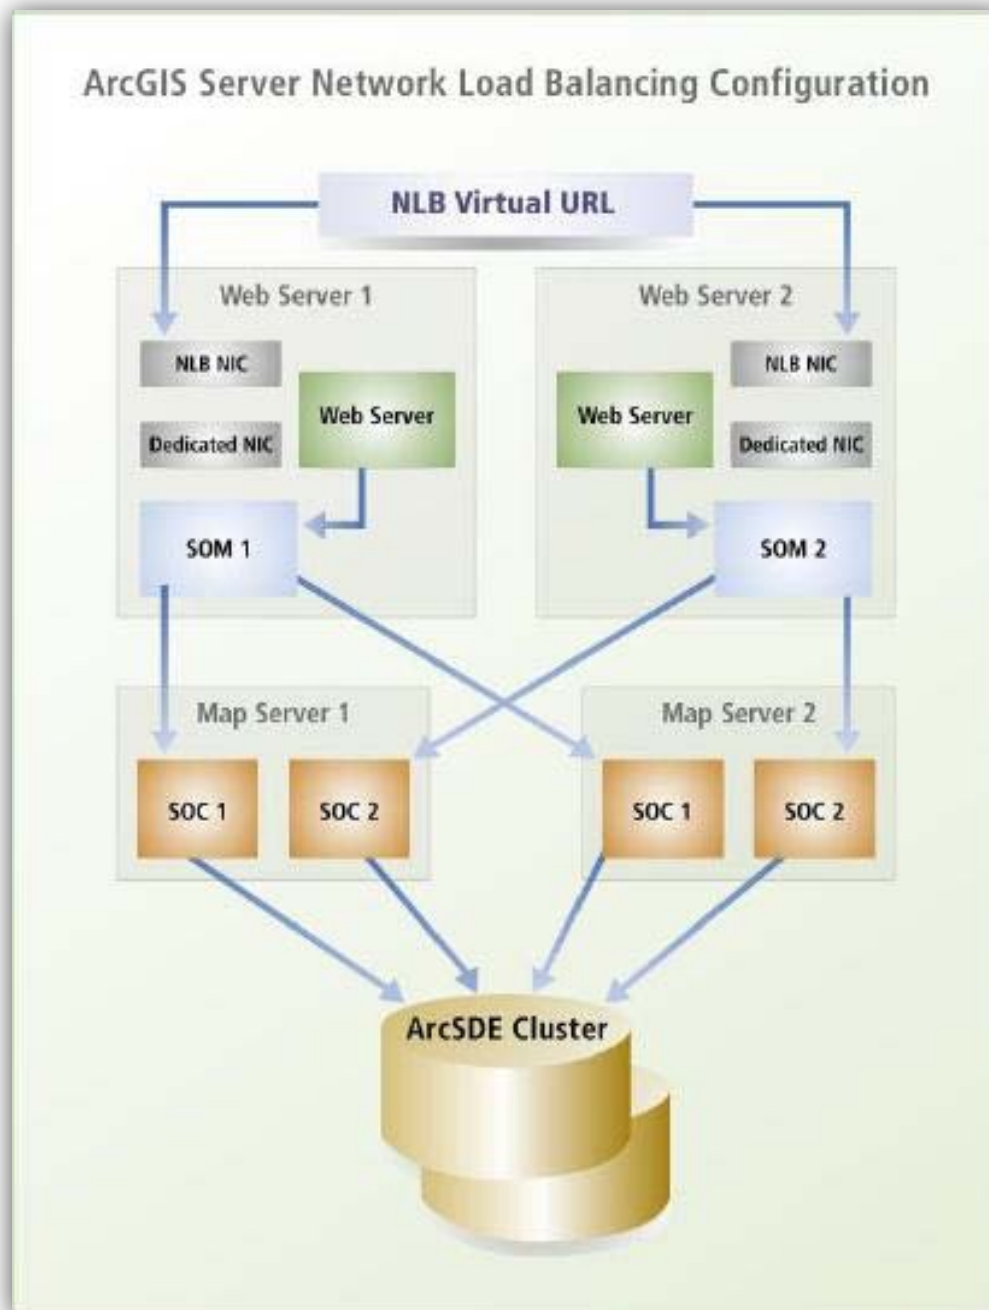 ArcGIS Server Network Load Balancing Configuration
NLB Virtual URL
Web Server 1
NLB NIC
Web Server
Dedicated NIC
SOM 1
Web Server 2
NLB NIC
Web Server
Dedicated NIC
SOM 2
Map Server 1
SOC 1
SOC 2
Map Server 2
SOC 1
SOC 2
ArcSDE Cluster